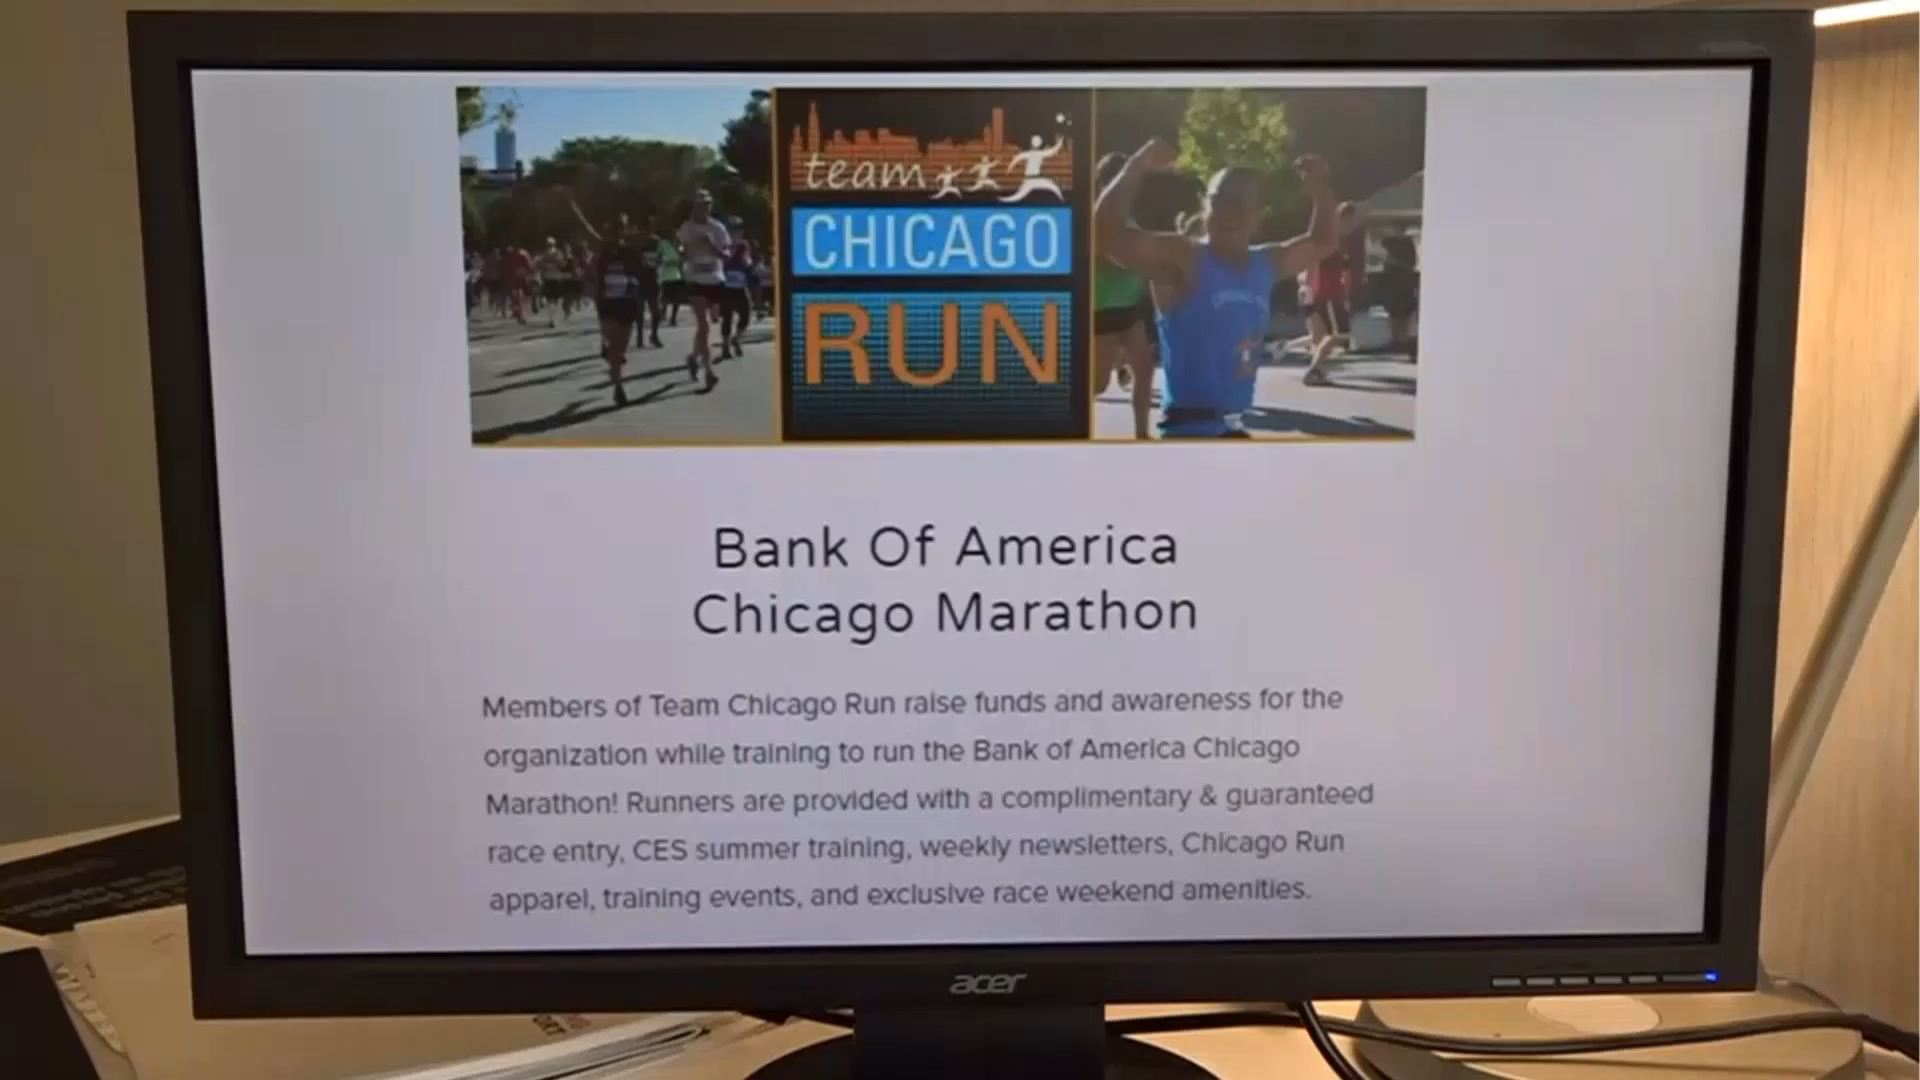 team
CHICAGO
RUN
Bank Of America
Chicago Marathon
Members of Team Chicago Run raise funds and awareness for the
organization while training to run the Bank of America Chicago
Marathon! Runners are provided with a complimentary & guaranteed
race entry, CES summer training, weekly newsletters, Chicago Run
apparel, training events, and exclusive race weekend amenities.
acer